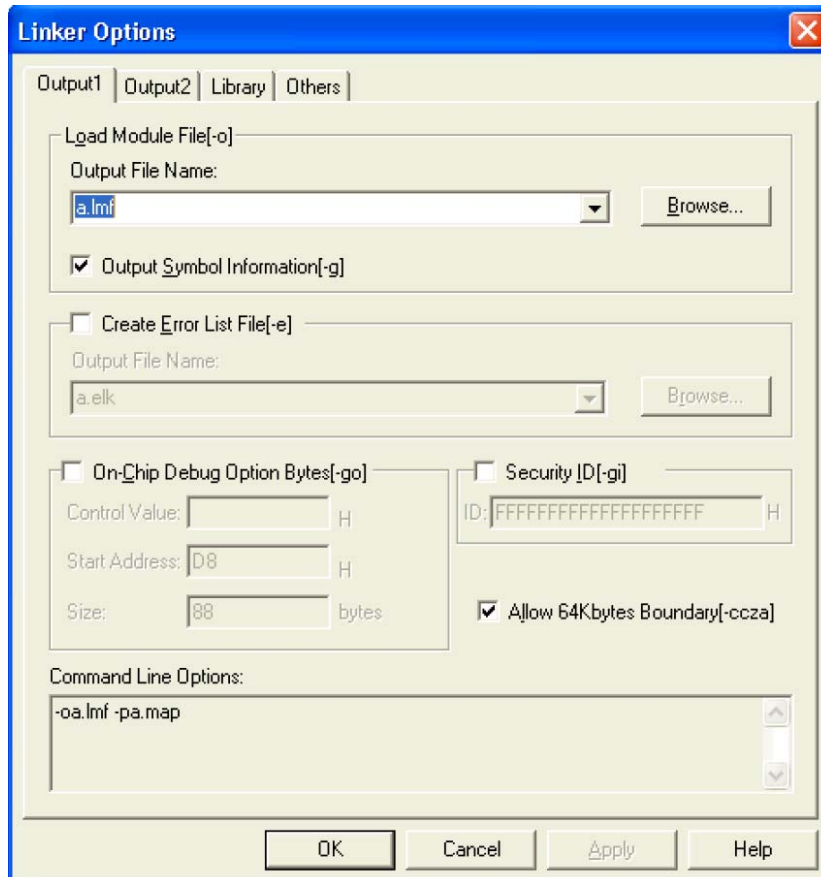 Linker Options
Output1 Output2 Library Others
Load Module File[-o]
Output File Name:
a.lmf
Browse...
Output Symbol Information[-g]
Create Error List File[-e]
Output File Name:
a.elk
Browse...
On-Chip Debug Option Bytes[-go]
Control Value: H
Start Address: D8 H
Size: 88 bytes
Security ID[-gi]
ID: FFFFFFFFFFFFFFFFFFFF H
Allow 64Kbytes Boundary[-ccza]
Command Line Options:
-oa.lmf -pa.map
OK Cancel Apply Help